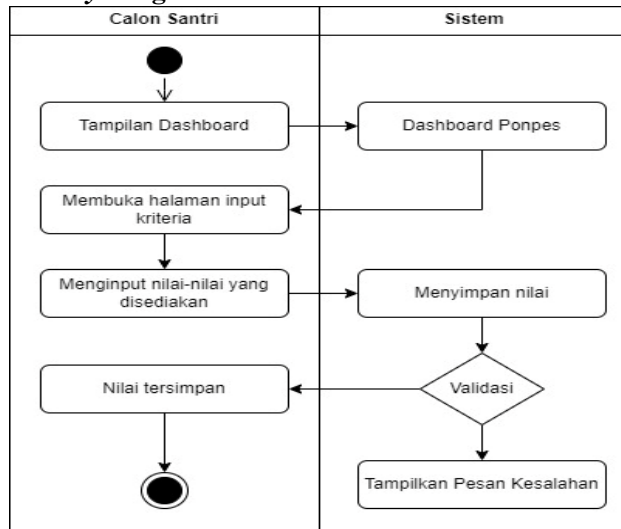 Calon Santri
Sistem
Tampilan Dashboard
Dashboard Ponpes
Membuka halaman input
kriteria
Menginput nilai-nilai yang
disediakan
Menyimpan nilai
Nilai tersimpan
Validasi
Tampilkan Pesan Kesalahan